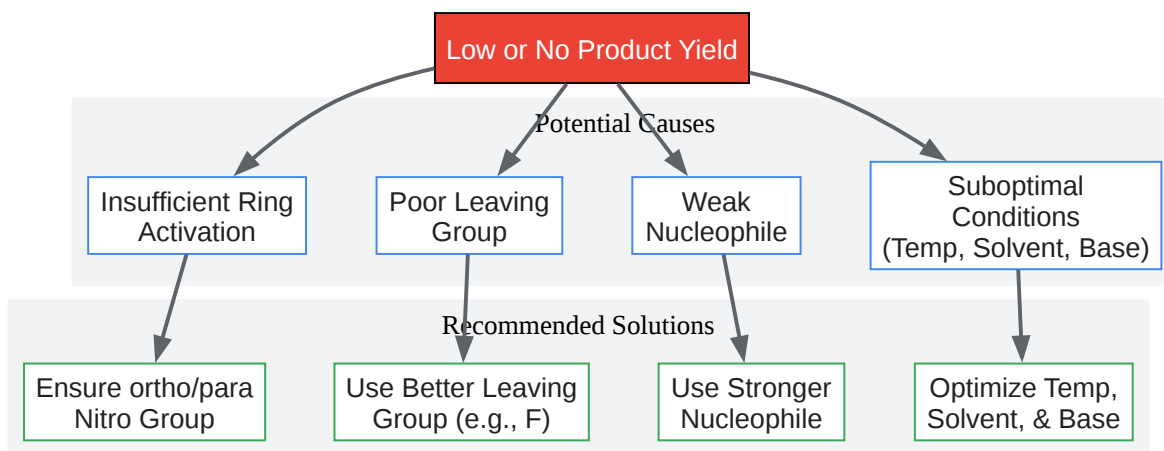 Low or No Product Yield
Potential Causes
Insufficient Ring
Activation
Poor Leaving
Group
Weak
Nucleophile
Suboptimal
Conditions
(Temp, Solvent, Base)
Recommended Solutions
Ensure ortho/para
Nitro Group
Use Better Leaving
Group (e.g., F)
Use Stronger
Nucleophile
Optimize Temp,
Solvent, & Base